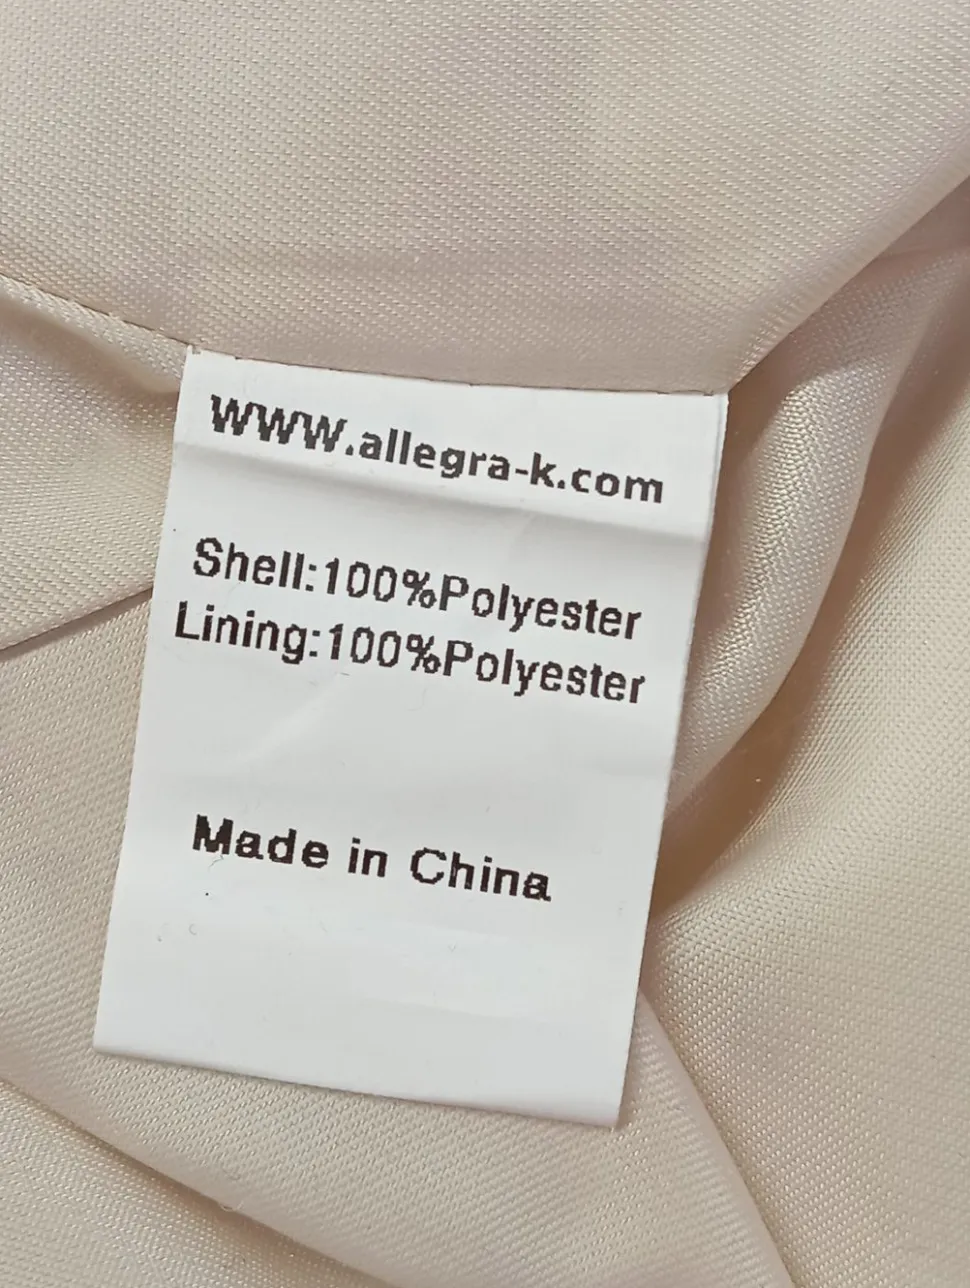 WWW.allegra-k.com
Shell:100%Polyester
Lining:100%Polyester
Made in China